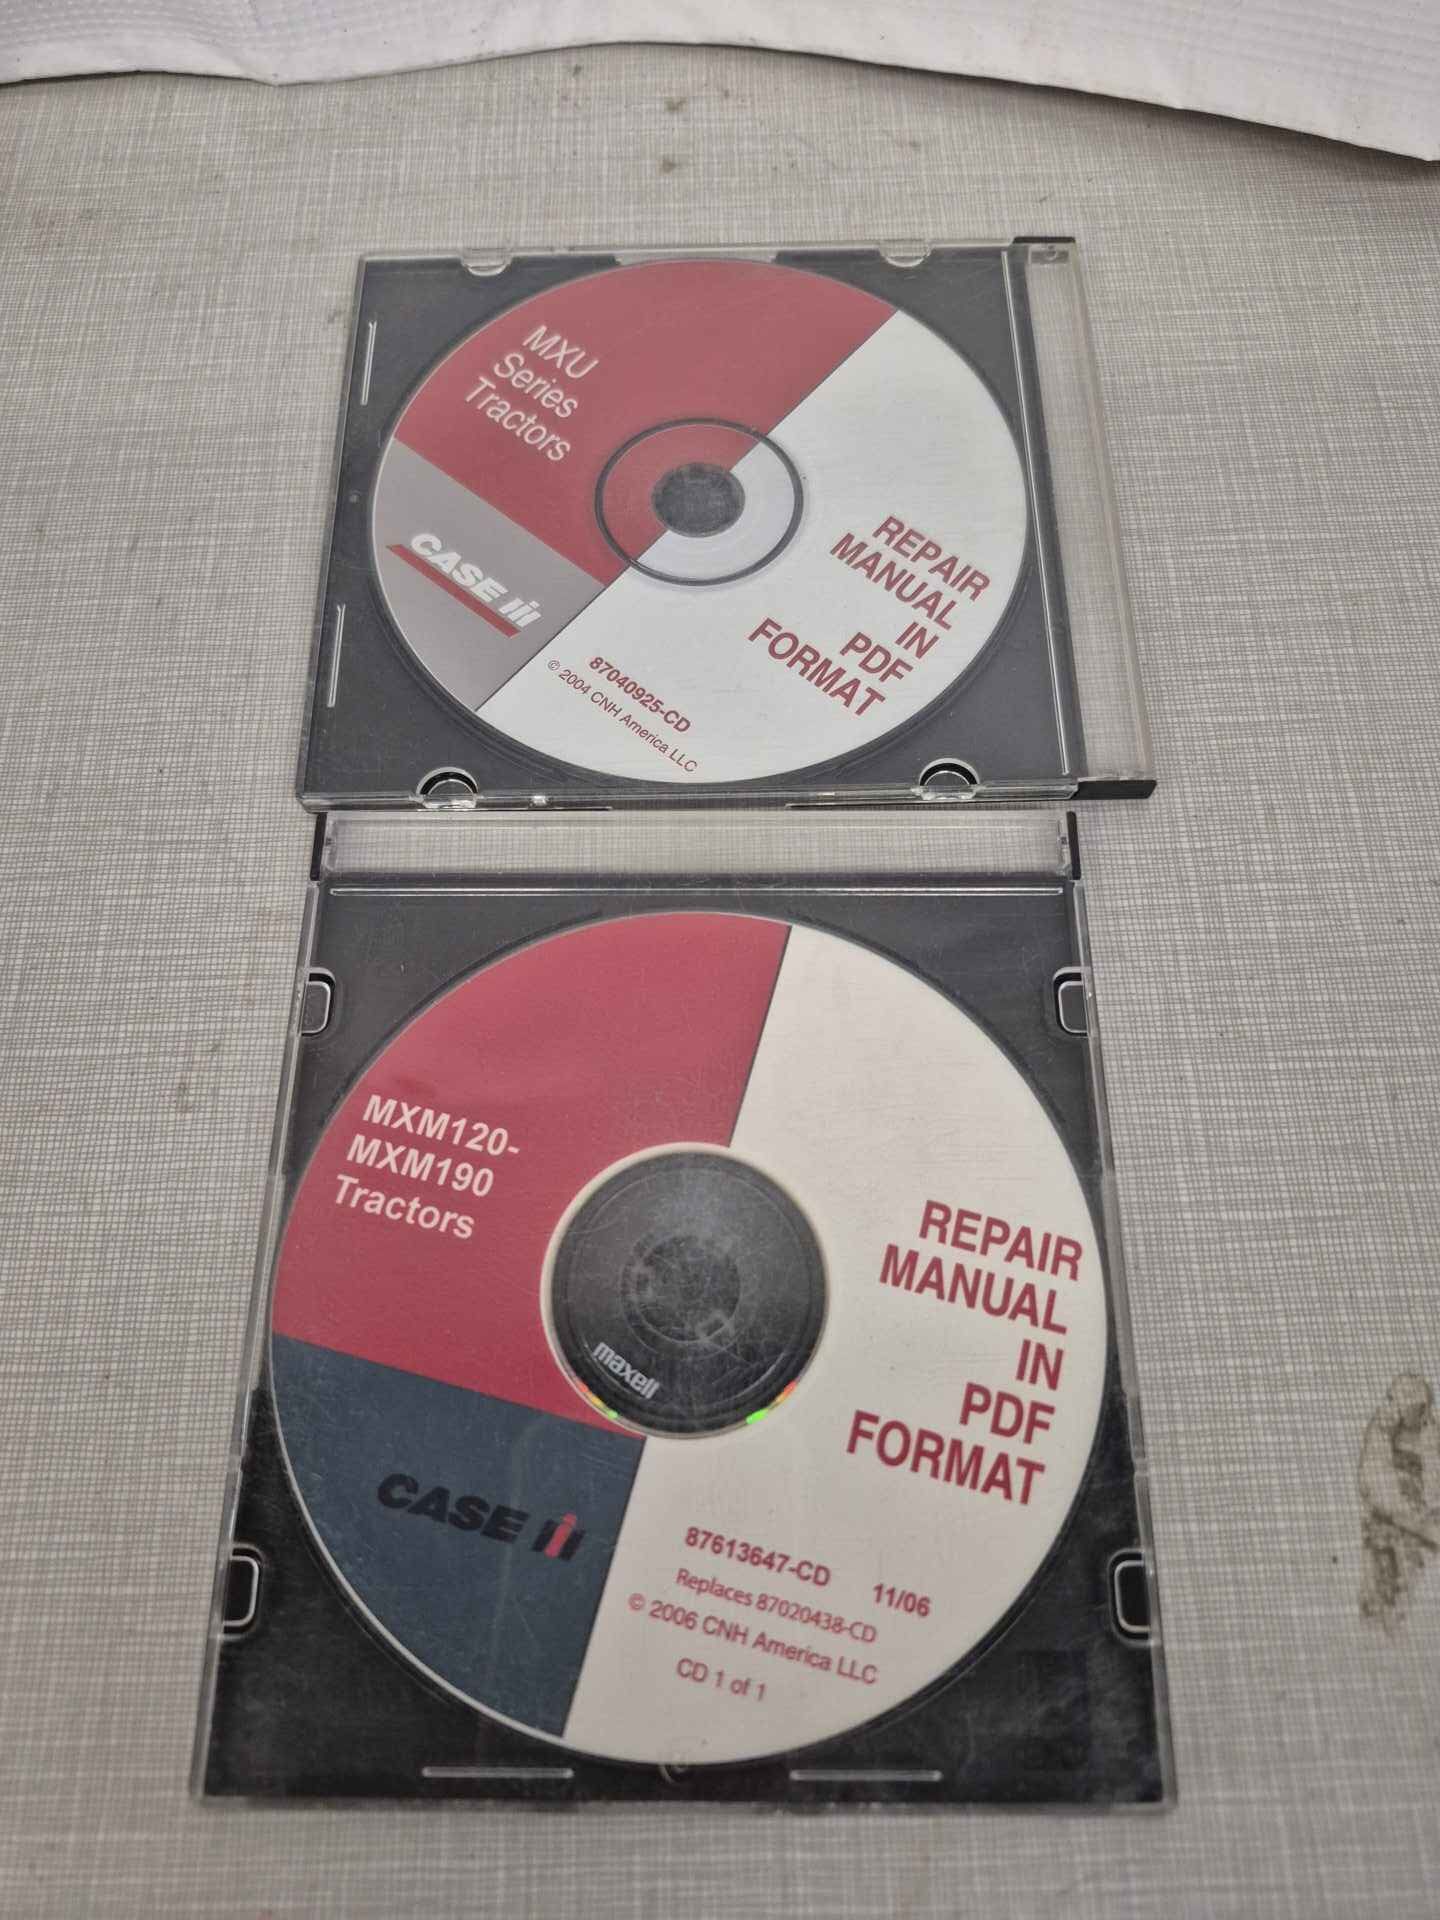 MXU
Series
Tractors
CASE IH
REPAIR
MANUAL
IN
PDF
FORMAT
87040925-CD
© 2004 CNH America LLC
MXM120-
MXM190
Tractors
maxell
CASE IH
REPAIR
MANUAL
IN
PDF
FORMAT
87613647-CD 11/06
Replaces 87020438-CD
© 2006 CNH America LLC
CD 1 of 1